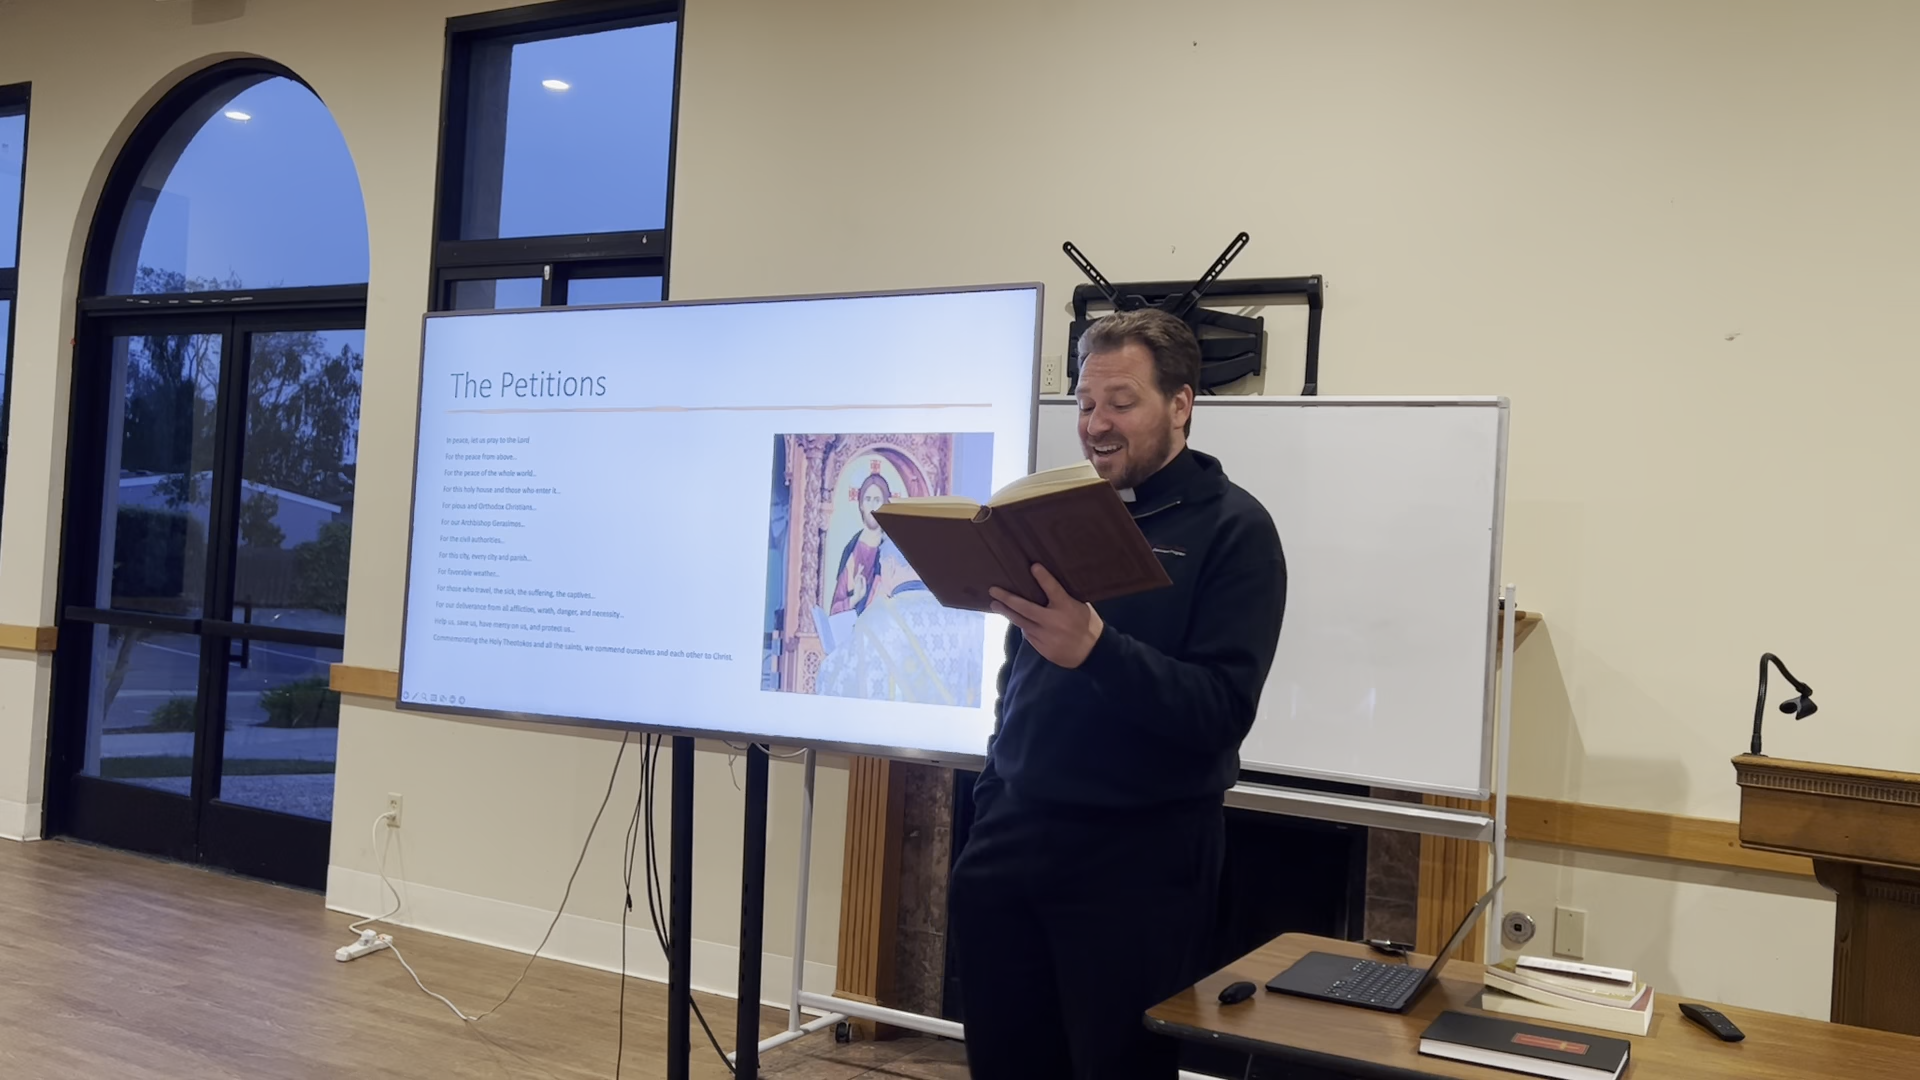 The Petitions
In peace, let us pray to the Lord
For the peace from above...
For the peace of the whole world...
For this holy house and those who enter it...
For pious and Orthodox Christians...
For our Archbishop Gerasimos...
For the civil authorities...
For this city, every city and parish...
For favorable weather...
For those who travel, the sick, the suffering, the captives...
For our deliverance from all affliction, wrath, danger, and necessity...
Help us, save us, have mercy on us, and protect us...
Commemorating the Holy Theotokos and all the saints, we commend ourselves and each other to Christ.